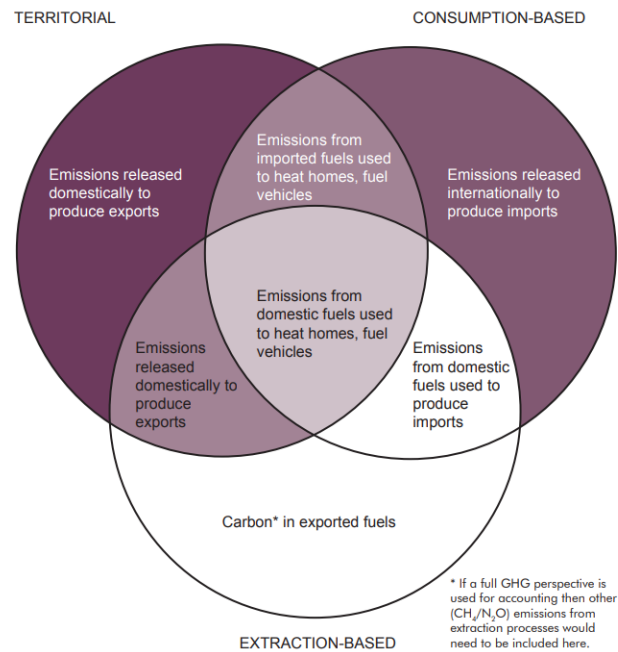 TERRITORIAL
CONSUMPTION-BASED
Emissions from
imported fuels used
to heat homes, fuel
vehicles
Emissions released
domestically to
produce exports
Emissions released
internationally to
produce imports
Emissions from
domestic fuels used
to heat homes, fuel
vehicles
Emissions
released
domestically to
produce
exports
Emissions
from domestic
fuels used to
produce
imports
Carbon* in exported fuels
* If a full GHG perspective is
used for accounting then other
(CH₄/N₂O) emissions from
extraction processes would
need to be included here.
EXTRACTION-BASED